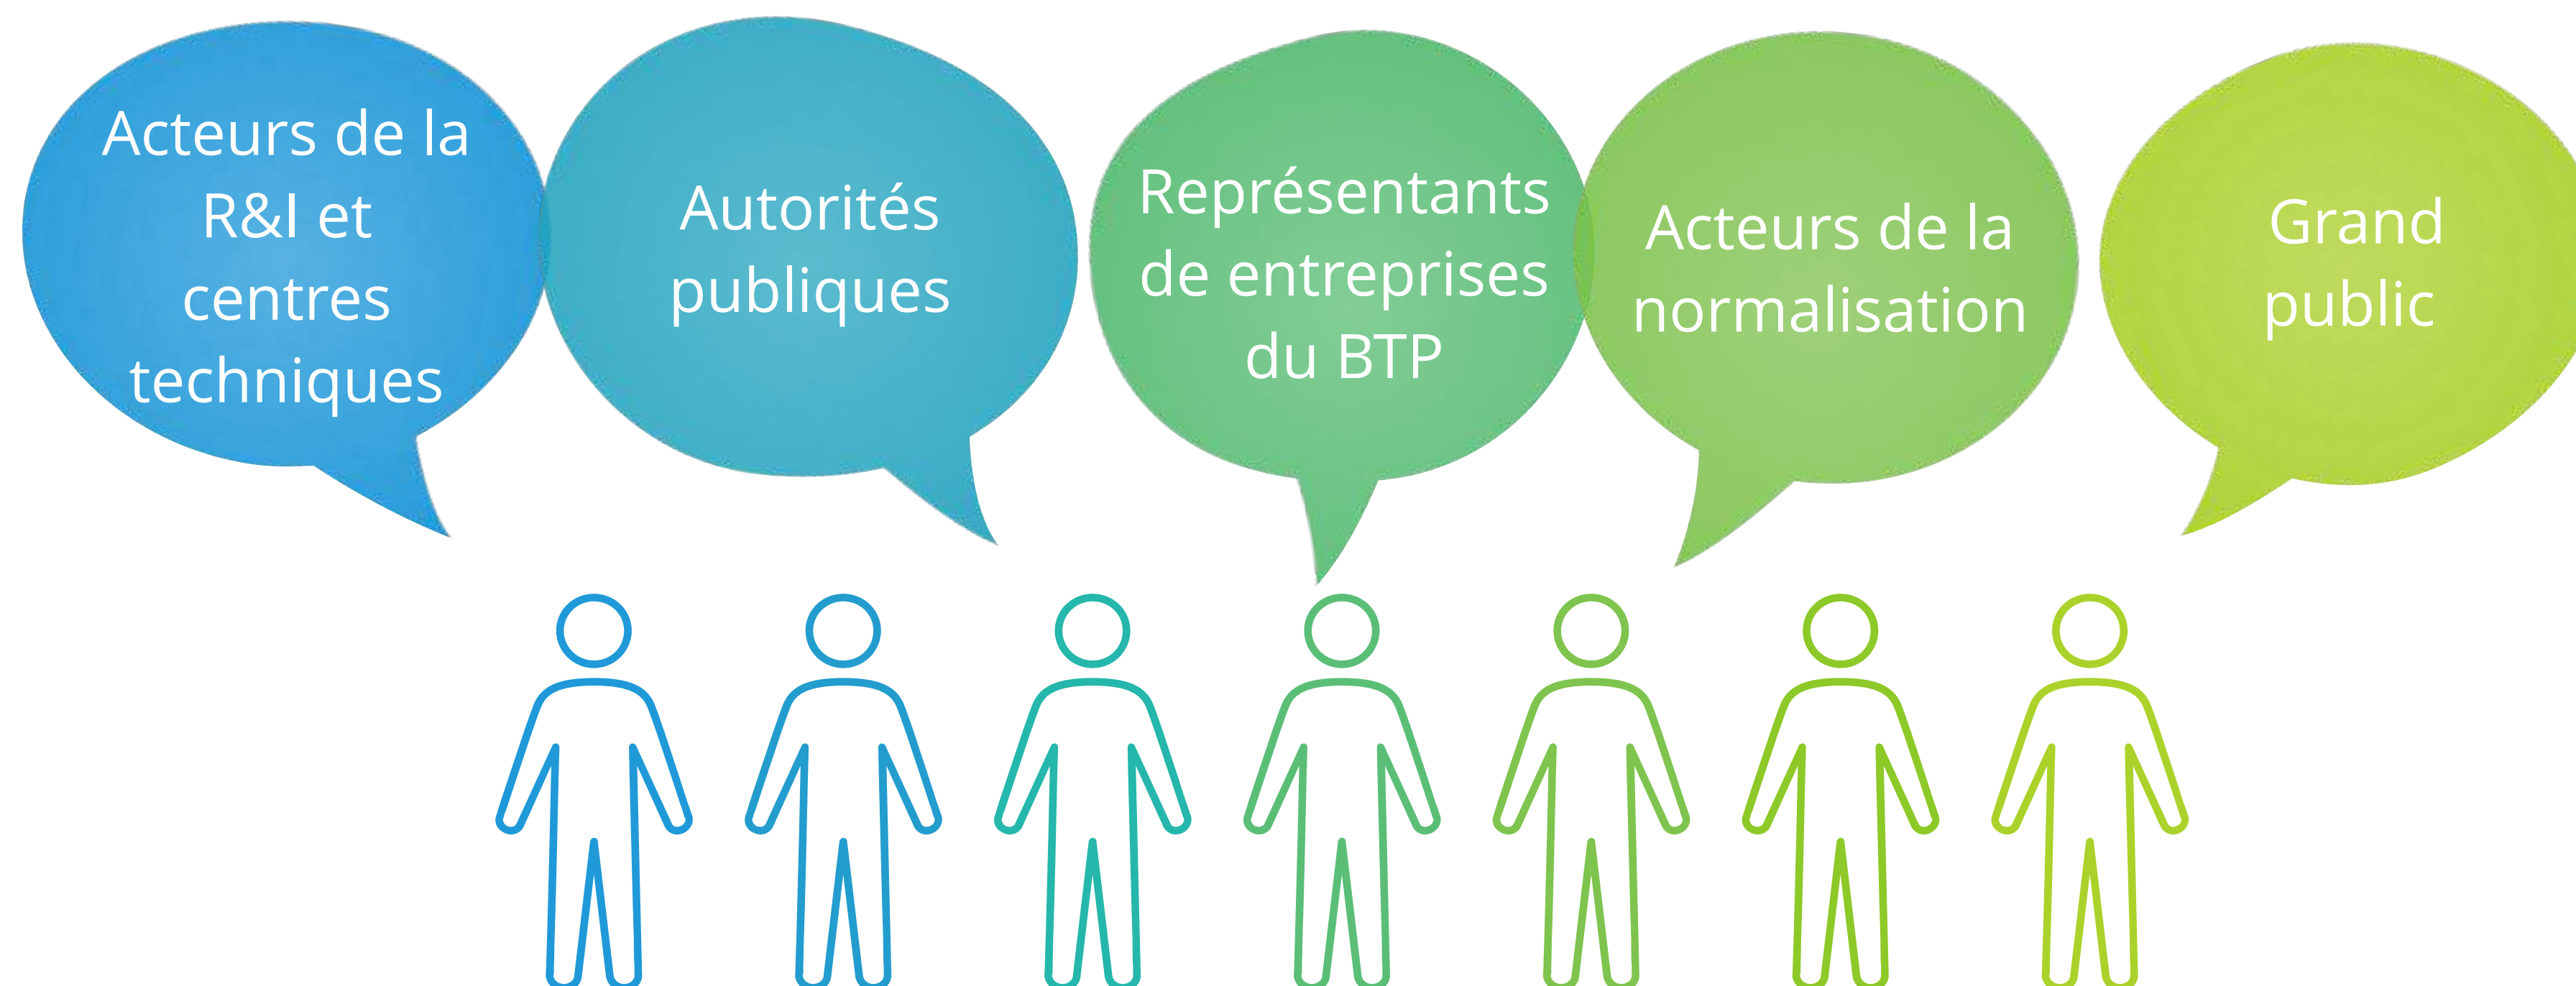 Acteurs de la
R&I et
centres
techniques
Autorités
publiques
Représentants
de entreprises
du BTP
Acteurs de la
normalisation
Grand
public